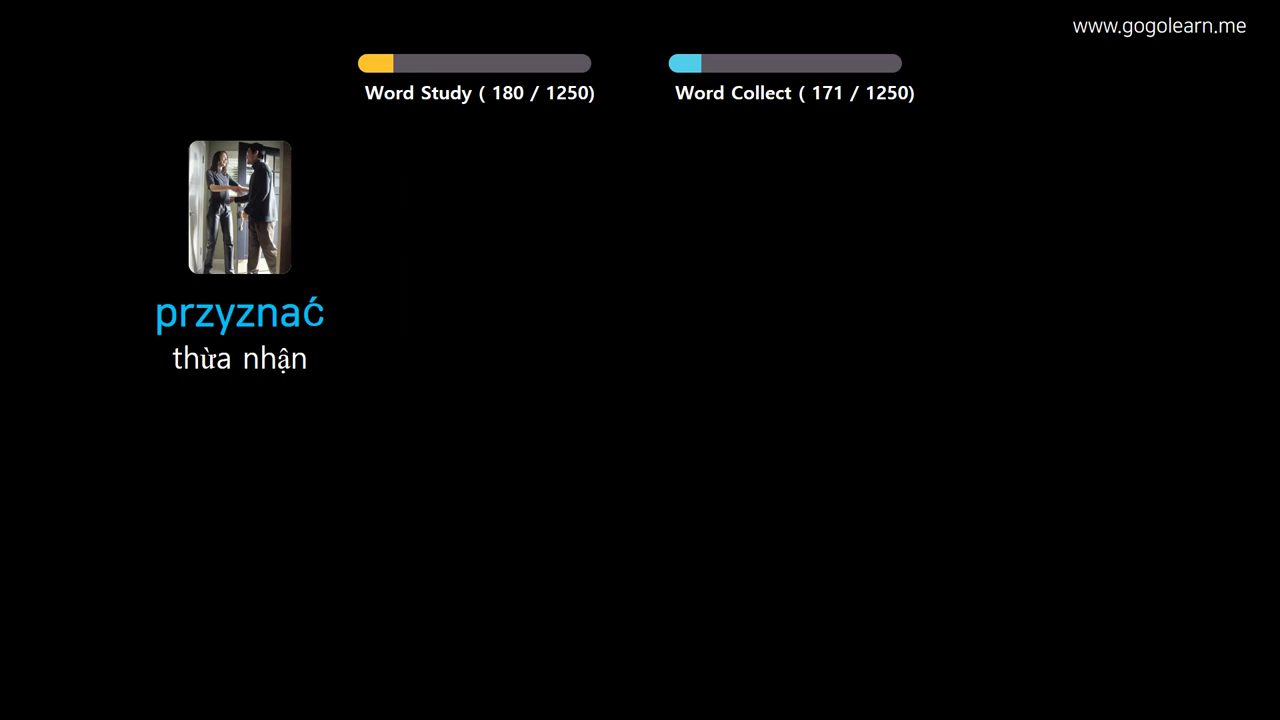 www.gogolearn.me
Word Study ( 180 / 1250)
Word Collect ( 171 / 1250)
przyznać
thừa nhận